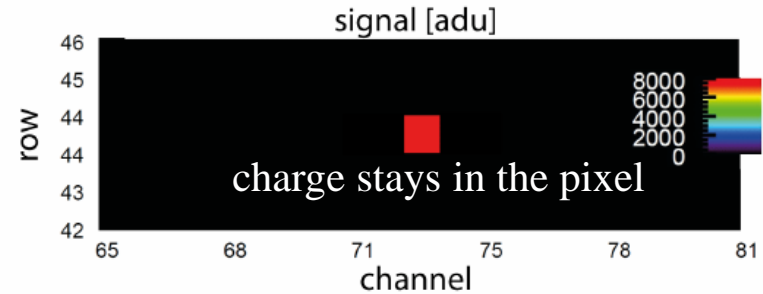 signal [adu]
46
45
44
44
43
42
row
8000
6000
4000
2000
0
charge stays in the pixel
65 68 71 75 78 81
channel